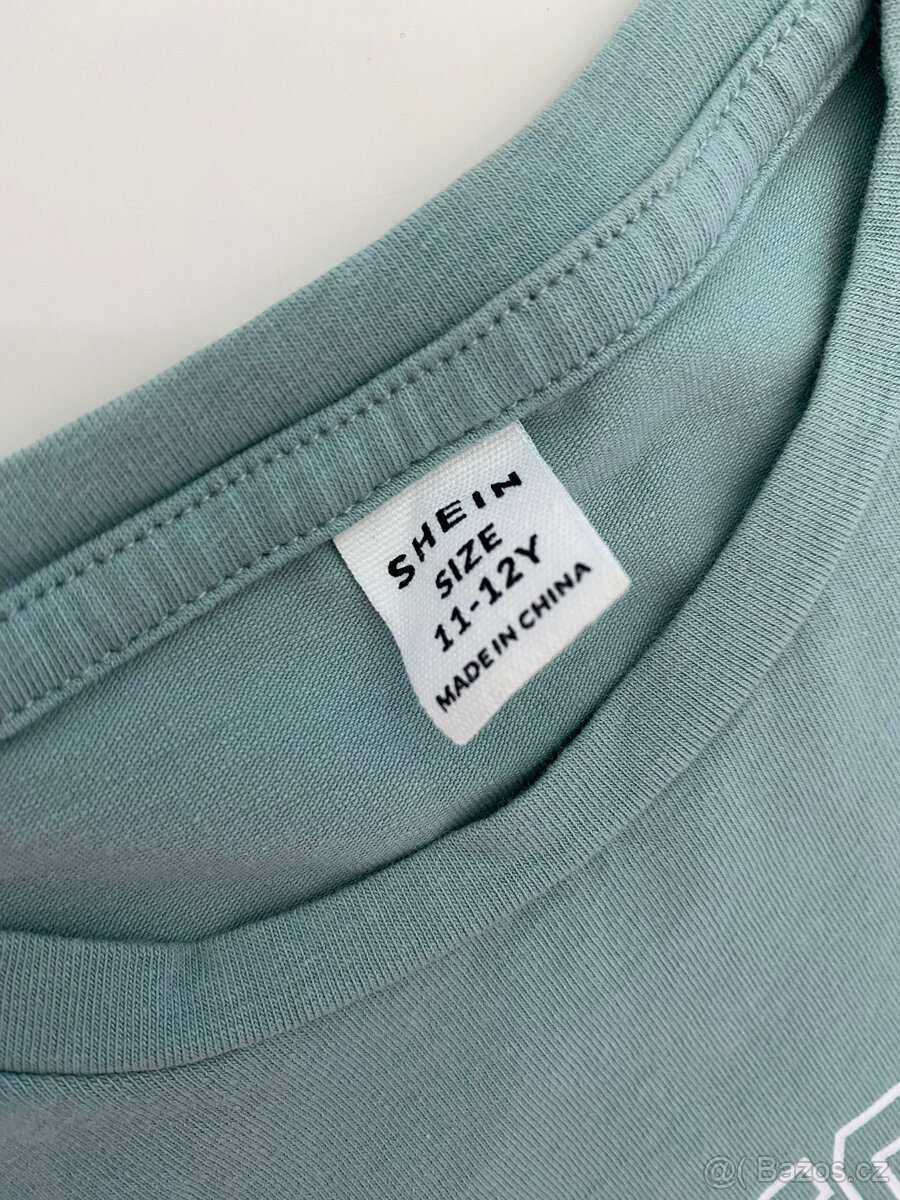 SHEIN
SIZE
11-12Y
MADE IN CHINA
@( Bazos.cz